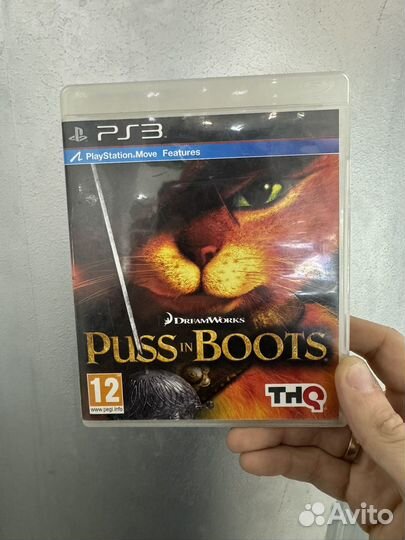 PS3
PlayStation.Move Features
DREAMWORKS
PUSS IN BOOTS
12
www.pegi.info
THQ
Avito